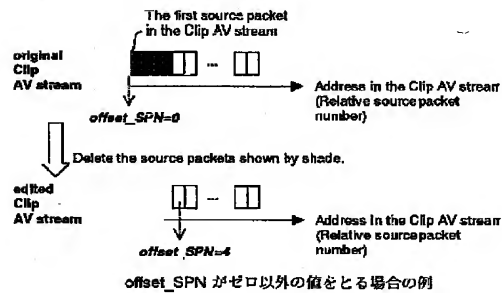 The first source packet
in the Clip AV stream
original
Clip
AV stream
...
Address in the Clip AV stream
(Relative source packet
number)
offset_SPN=0
Delete the source packets shown by shade.
edited
Clip
AV stream
...
Address in the Clip AV stream
(Relative source packet
number)
offset_SPN=4
offset_SPN がゼロ以外の値をとる場合の例